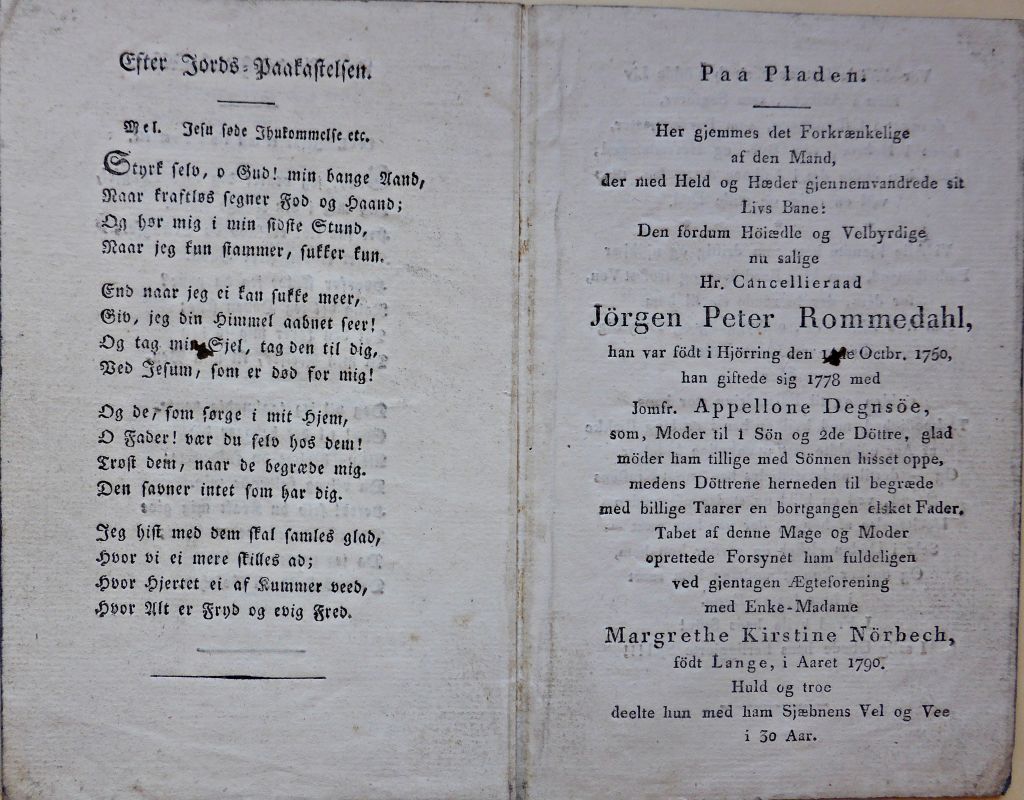 Efter Jords-Paakastelsen.
Mel. Jesu søde Ihukommelse etc.
Styrk selv, o Gud! min bange Aand,
Naar kraftløs segner Fod og Haand;
Og hør mig i min sidste Stund,
Naar jeg kun stammer, sukker kun.
End naar jeg ei kan sukke meer,
Giv, jeg din Himmel aabnet seer!
Og tag min Sjel, tag den til dig,
Ved Jesum, som er død for mig!
Og de, som sørge i mit Hjem,
O Fader! vær du selv hos dem!
Trøst dem, naar de begræde mig.
Den savner intet som har dig.
Jeg hist med dem skal samles glad,
Hvor vi ei mere skilles ad;
Hvor Hjertet ei af Kummer veed,
Hvor Alt er Fryd og evig Fred.
Paa Pladen.
Her gjemmes det Forkrænkelige
af den Mand,
der med Held og Hæder gjennemvandrede sit
Livs Bane:
Den fordum Höiædle og Velbyrdige
nu salige
Hr. Cancellieraad
Jörgen Peter Rommedahl,
han var födt i Hjörring den Octbr. 1750,
han giftede sig 1778 med
Jomfr. Appellone Degnsöe,
som, Moder til 1 Sön og 2de Döttre, glad
möder ham tillige med Sönnen hisset oppe,
medens Döttrene herneden til begræde
med billige Taarer en bortgangen elsket Fader.
Tabet af denne Mage og Moder
oprettede Forsynet ham fuldeligen
ved gjentagen Ægteforening
med Enke-Madame
Margrethe Kirstine Nörbech,
födt Lange, i Aaret 1790.
Huld og troe
deelte hun med ham Sjæbnens Vel og Vee
i 30 Aar.